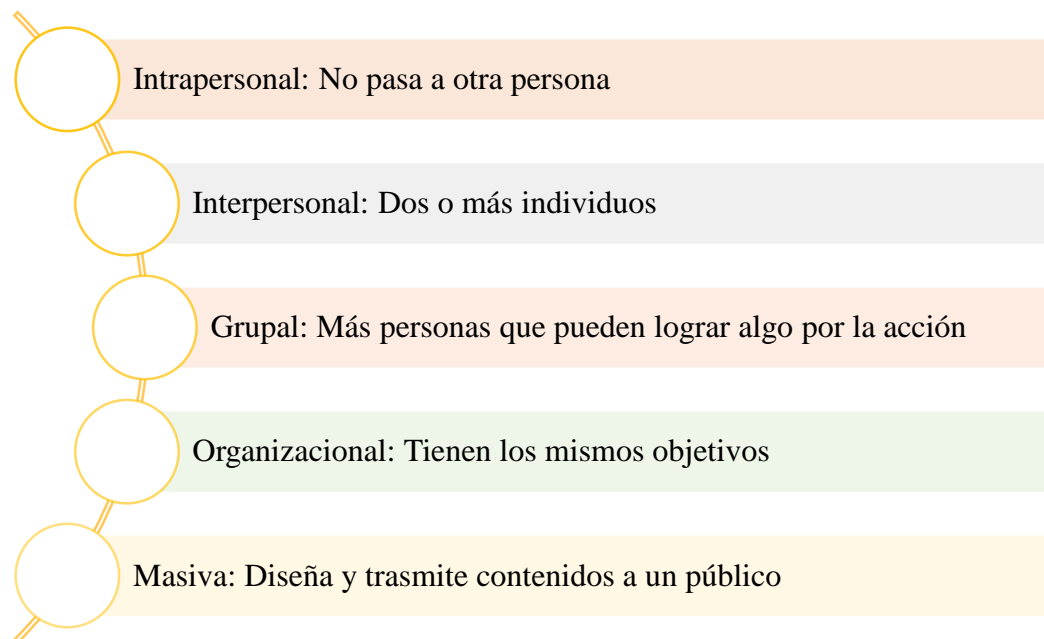 Intrapersonal: No pasa a otra persona
Interpersonal: Dos o más individuos
Grupal: Más personas que pueden lograr algo por la acción
Organizacional: Tienen los mismos objetivos
Masiva: Diseña y trasmite contenidos a un público